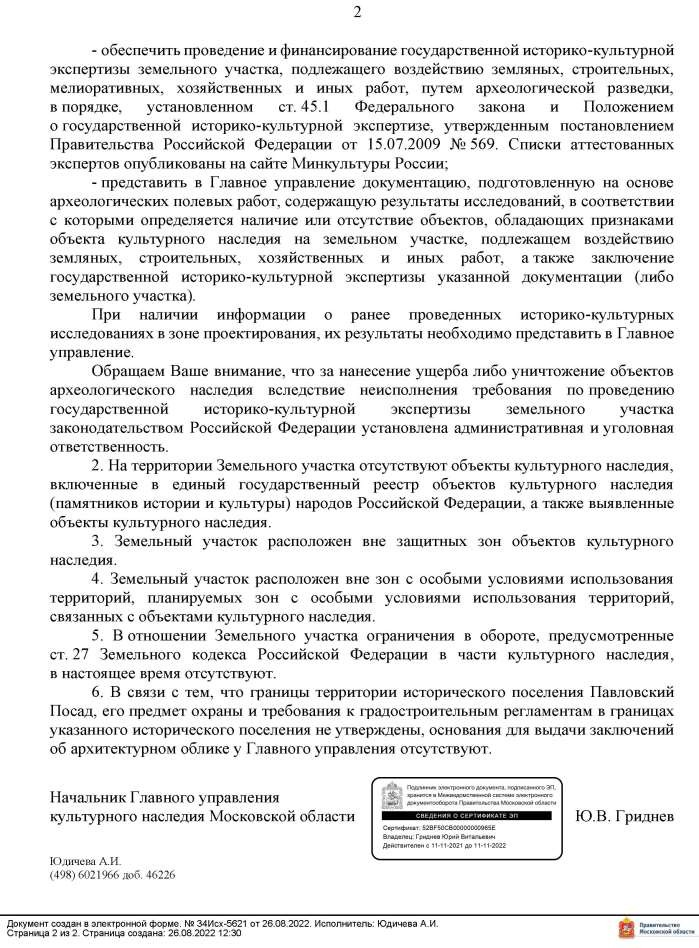 2
- обеспечить проведение и финансирование государственной историко-культурной
экспертизы земельного участка, подлежащего воздействию земляных, строительных,
мелиоративных, хозяйственных и иных работ, путем археологической разведки,
в порядке, установленном ст. 45.1 Федерального закона и Положением
о государственной историко-культурной экспертизе, утвержденным постановлением
Правительства Российской Федерации от 15.07.2009 № 569. Списки аттестованных
экспертов опубликованы на сайте Минкультуры России;
- представить в Главное управление документацию, подготовленную на основе
археологических полевых работ, содержащую результаты исследований, в соответствии
с которыми определяется наличие или отсутствие объектов, обладающих признаками
объекта культурного наследия на земельном участке, подлежащем воздействию
земляных, строительных, хозяйственных и иных работ, а также заключение
государственной историко-культурной экспертизы указанной документации (либо
земельного участка).
При наличии информации о ранее проведенных историко-культурных
исследованиях в зоне проектирования, их результаты необходимо представить в Главное
управление.
Обращаем Ваше внимание, что за нанесение ущерба либо уничтожение объектов
археологического наследия вследствие неисполнения требования по проведению
государственной историко-культурной экспертизы земельного участка
законодательством Российской Федерации установлена административная и уголовная
ответственность.
2. На территории Земельного участка отсутствуют объекты культурного наследия,
включенные в единый государственный реестр объектов культурного наследия
(памятников истории и культуры) народов Российской Федерации, а также выявленные
объекты культурного наследия.
3. Земельный участок расположен вне защитных зон объектов культурного
наследия.
4. Земельный участок расположен вне зон с особыми условиями использования
территорий, планируемых зон с особыми условиями использования территорий,
связанных с объектами культурного наследия.
5. В отношении Земельного участка ограничения в обороте, предусмотренные
ст. 27 Земельного кодекса Российской Федерации в части культурного наследия,
в настоящее время отсутствуют.
6. В связи с тем, что границы территории исторического поселения Павловский
Посад, его предмет охраны и требования к градостроительным регламентам в границах
указанного исторического поселения не утверждены, основания для выдачи заключений
об архитектурном облике у Главного управления отсутствуют.
Начальник Главного управления
культурного наследия Московской области
Подлинник электронного документа, подписанного ЭП,
хранится в Межведомственной системе электронного
документооборота Правительства Московской области
СВЕДЕНИЯ О СЕРТИФИКАТЕ ЭП
Сертификат: 52BF50CB00000000965E
Владелец: Гриднев Юрий Витальевич
Действителен с 11-11-2021 до 11-11-2022
Ю.В. Гриднев
Юдичева А.И.
(498) 6021966 доб. 46226
Документ создан в электронной форме. № 34Исх-5621 от 26.08.2022. Исполнитель: Юдичева А.И.
Страница 2 из 2. Страница создана: 26.08.2022 12:30
Правительство
Московской области